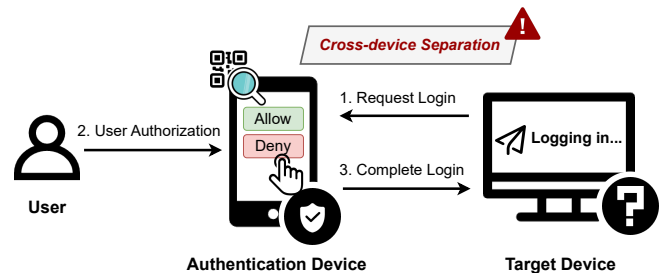 Cross-device Separation
!
1. Request Login
Allow
2. User Authorization
Logging in...
Deny
3. Complete Login
?
User
Authentication Device
Target Device